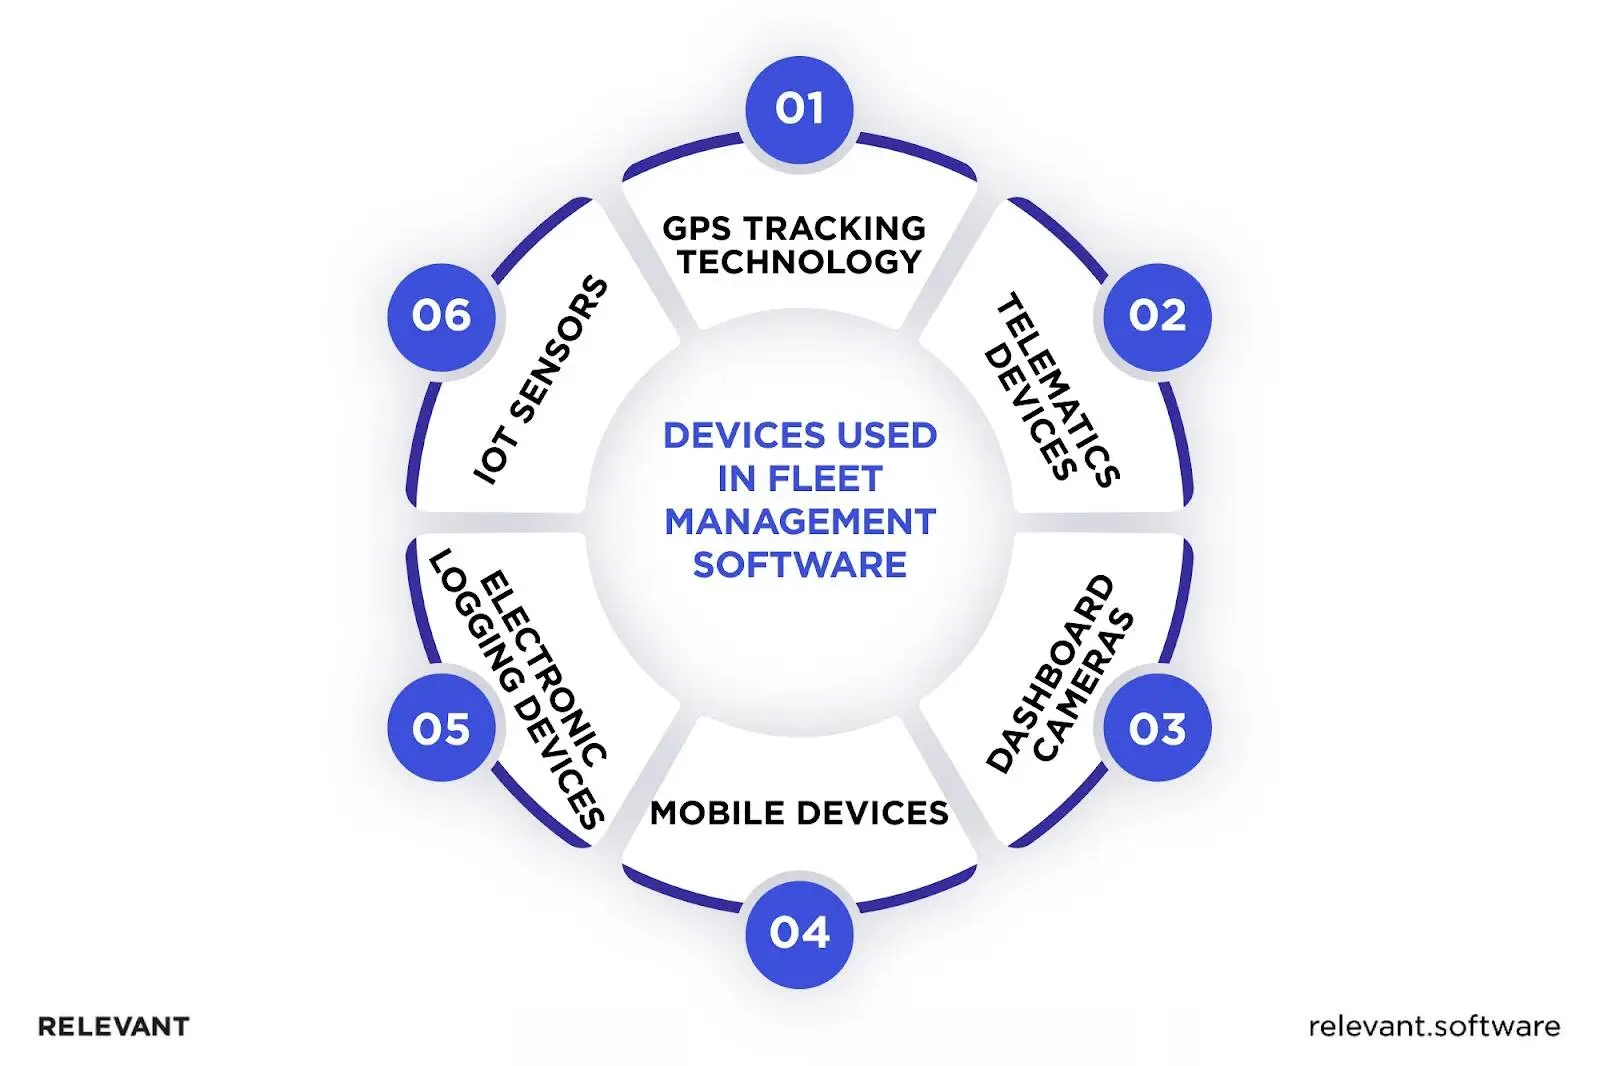 DEVICES USED
IN FLEET
MANAGEMENT
SOFTWARE
01
GPS TRACKING
TECHNOLOGY
02
TELEMATICS
DEVICES
03
DASHBOARD
CAMERAS
04
MOBILE DEVICES
05
ELECTRONIC
LOGGING DEVICES
06
IOT SENSORS
RELEVANT
relevant.software